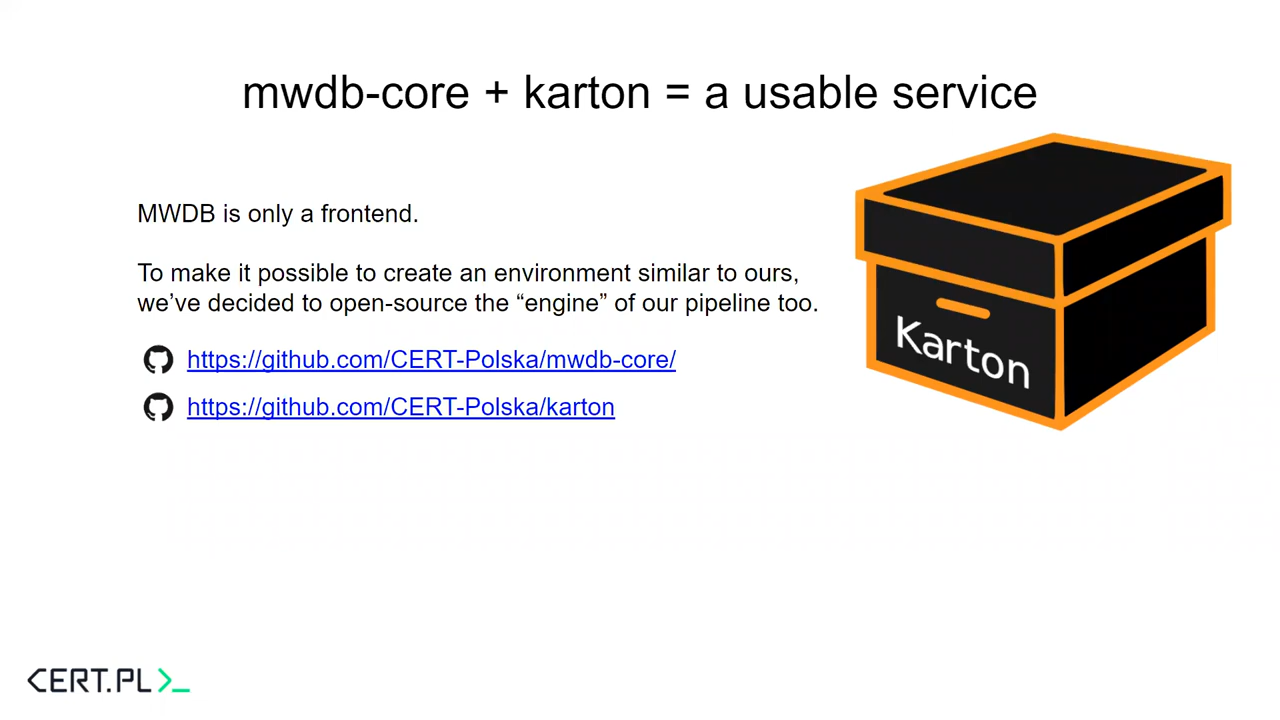 mwdb-core + karton = a usable service
MWDB is only a frontend.
To make it possible to create an environment similar to ours,
we’ve decided to open-source the “engine” of our pipeline too.
https://github.com/CERT-Polska/mwdb-core/
https://github.com/CERT-Polska/karton
Karton
<ERT.PL>_